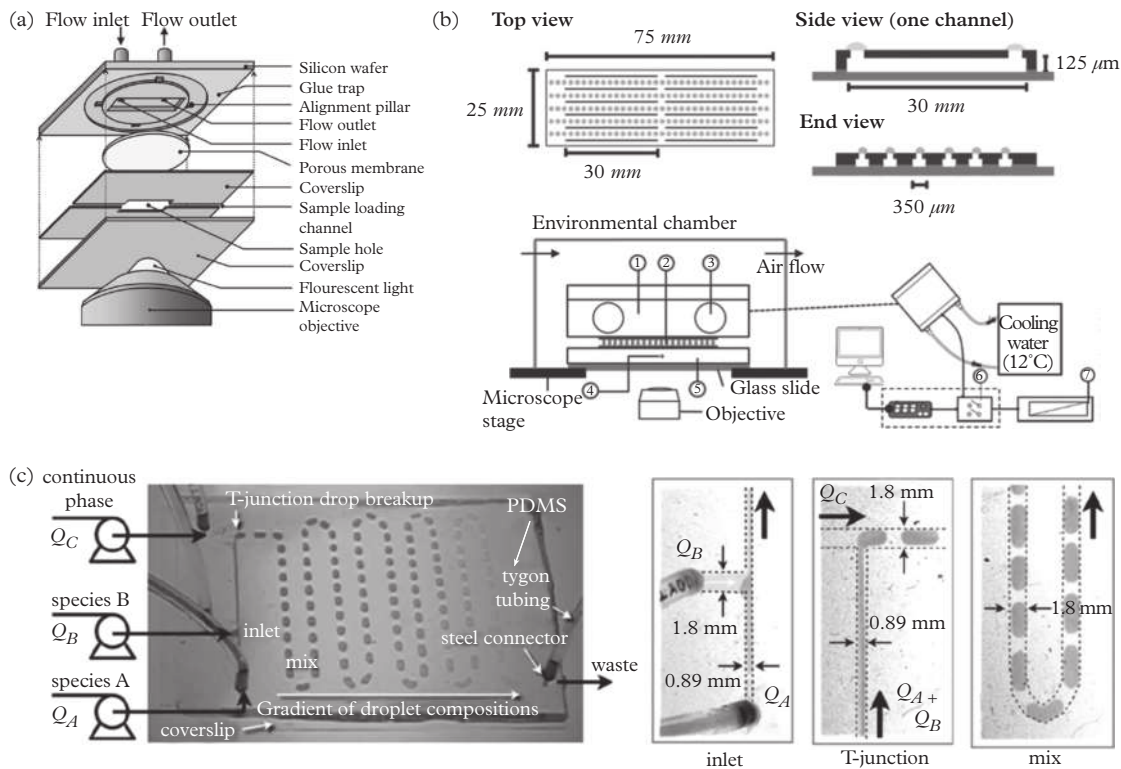 (a)
Flow inlet
Flow outlet
Silicon wafer
Glue trap
Alignment pillar
Flow outlet
Flow inlet
Porous membrane
Coverslip
Sample loading
channel
Sample hole
Coverslip
Flourescent light
Microscope
objective
(b)
Top view
75 mm
25 mm
30 mm
Side view (one channel)
125 μm
30 mm
End view
350 μm
Environmental chamber
1
2
3
Air flow
4
5
Glass slide
Microscope
stage
Objective
Cooling
water
(12°C)
6
7
(c)
continuous
phase
Q_C
species B
Q_B
species A
Q_A
T-junction drop breakup
PDMS
tygon
tubing
steel connector
inlet
mix
waste
Gradient of droplet compositions
coverslip
Q_B
1.8 mm
0.89 mm
Q_A
inlet
Q_C
1.8 mm
0.89 mm
Q_A +
Q_B
T-junction
1.8 mm
mix